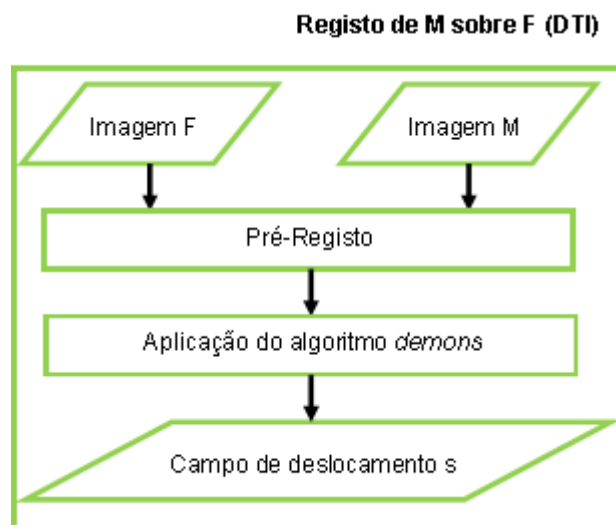 Registo de M sobre F (DTI)
Imagem F
Imagem M
Pré-Registo
Aplicação do algoritmo demons
Campo de deslocamento s